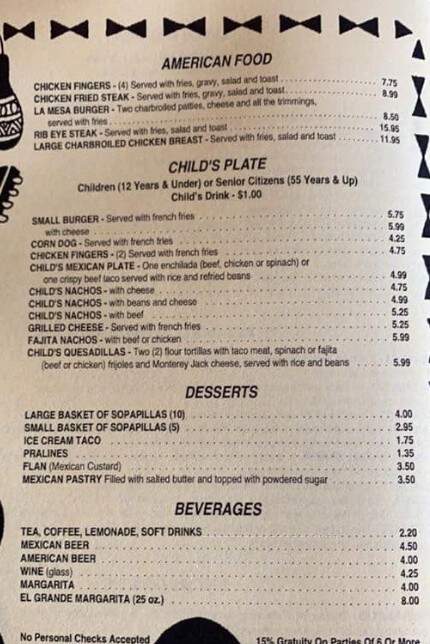 AMERICAN FOOD
CHICKEN FINGERS - (4) Served with fries, gravy, salad and toast 7.75
CHICKEN FRIED STEAK - Served with fries, gravy, salad and toast 8.99
LA MESA BURGER - Two charbroiled patties, cheese and all the trimmings,
served with fries 8.50
RIB EYE STEAK - Served with fries, salad and toast 15.95
LARGE CHARBROILED CHICKEN BREAST - Served with fries, salad and toast 11.95
CHILD'S PLATE
Children (12 Years & Under) or Senior Citizens (55 Years & Up)
Child's Drink - $1.00
SMALL BURGER - Served with french fries 5.75
with cheese 5.99
CORN DOG - Served with french fries 4.25
CHICKEN FINGERS - (2) Served with french fries 4.75
CHILD'S MEXICAN PLATE - One enchilada (beef, chicken or spinach) or
one crispy beef taco served with rice and refried beans 4.99
CHILD'S NACHOS - with cheese 4.75
CHILD'S NACHOS - with beans and cheese 4.99
CHILD'S NACHOS - with beef 5.25
GRILLED CHEESE - Served with french fries 5.25
FAJITA NACHOS - with beef or chicken 5.99
CHILD'S QUESADILLAS - Two (2) flour tortillas with taco meat, spinach or fajita
(beef or chicken) frijoles and Monterey Jack cheese, served with rice and beans 5.99
DESSERTS
LARGE BASKET OF SOPAPILLAS (10) 4.00
SMALL BASKET OF SOPAPILLAS (5) 2.95
ICE CREAM TACO 1.75
PRALINES 1.35
FLAN (Mexican Custard) 3.50
MEXICAN PASTRY Filled with salted butter and topped with powdered sugar 3.50
BEVERAGES
TEA, COFFEE, LEMONADE, SOFT DRINKS 2.20
MEXICAN BEER 4.50
AMERICAN BEER 4.00
WINE (glass) 4.25
MARGARITA 4.00
EL GRANDE MARGARITA (25 oz.) 8.00
No Personal Checks Accepted
15% Gratuity On Parties Of 6 Or More